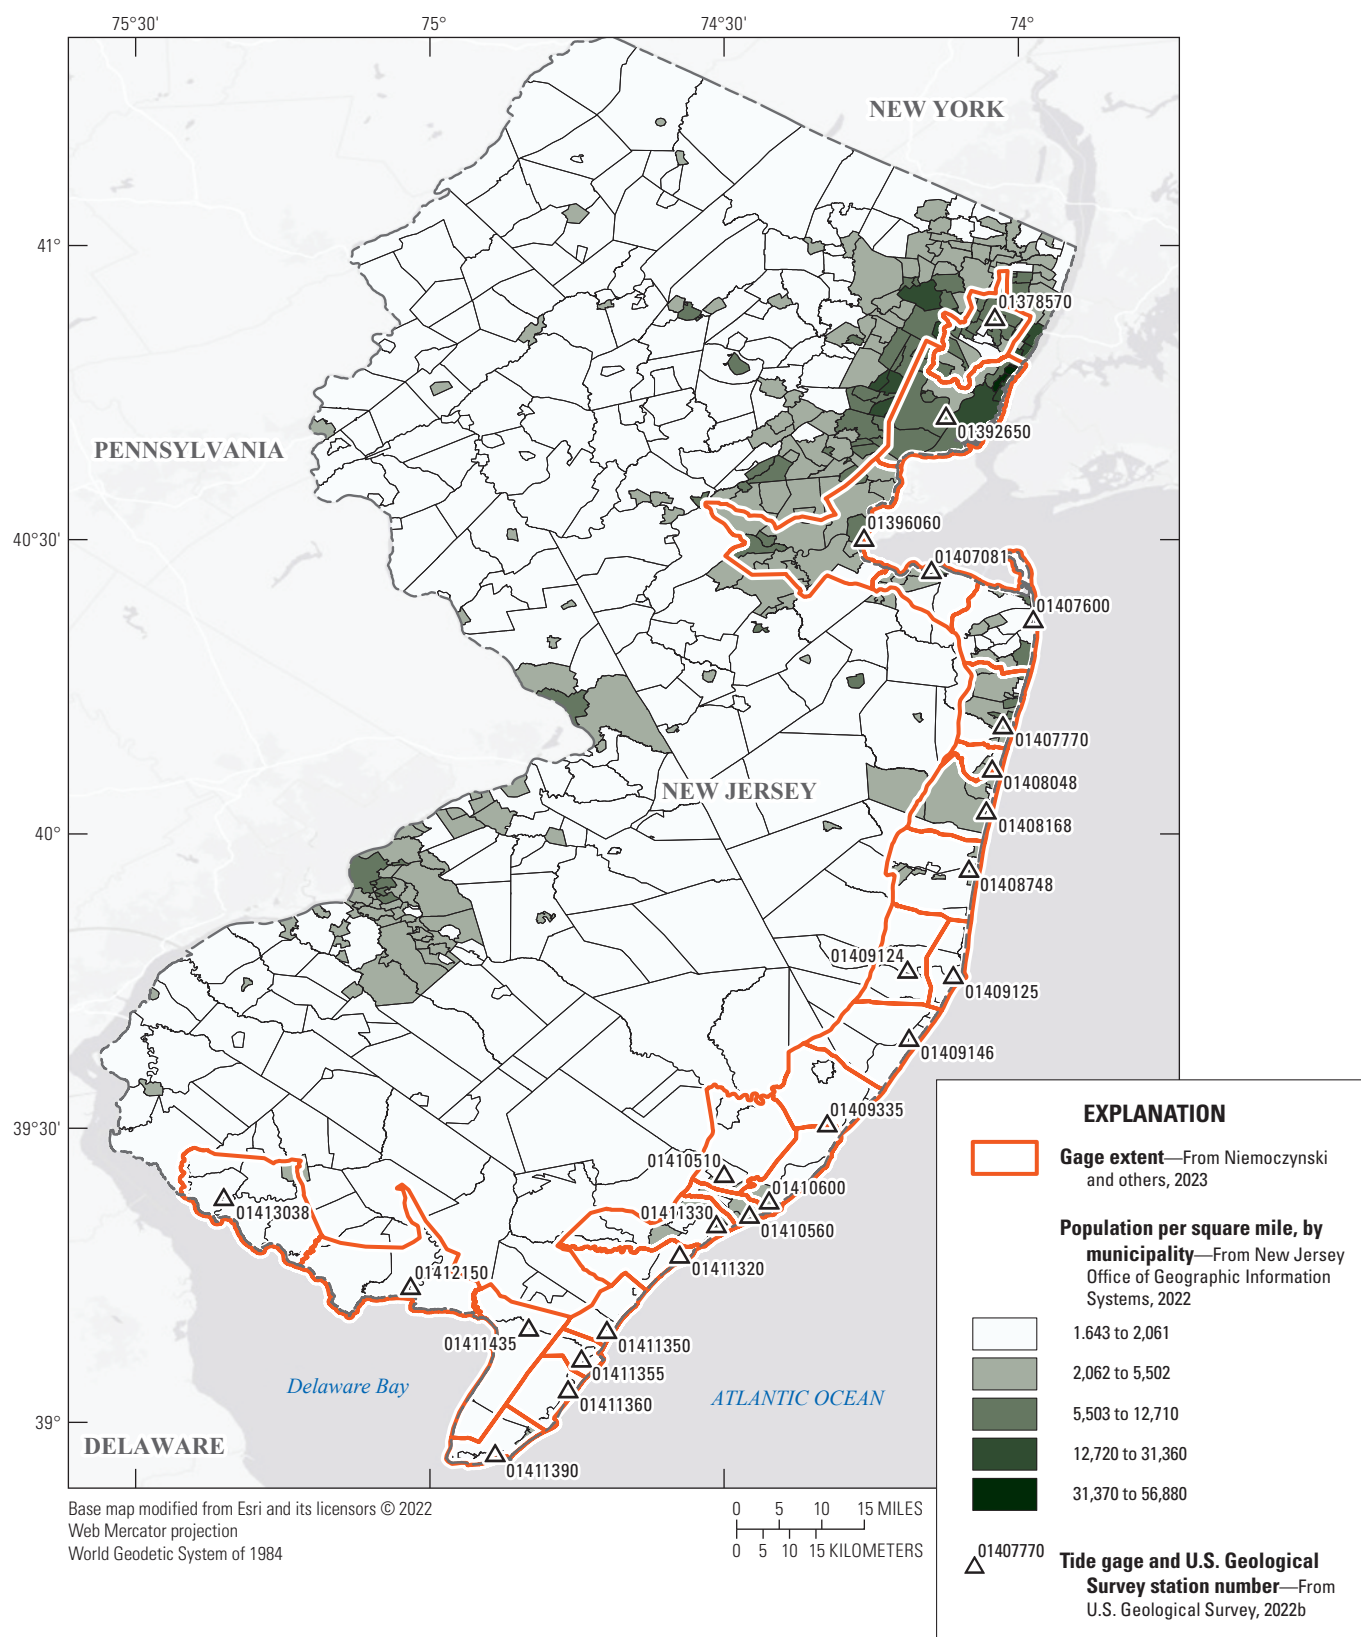 75°30'
75°
74°30'
74°
NEW YORK
41°
01378570
01392650
PENNSYLVANIA
01396060
40°30'
01407081
01407600
01407770
01408048
NEW JERSEY
01408168
40°
01408748
01409124
01409125
01409146
01409335
39°30'
01410510
01410600
01411330
01413038
01410560
01411320
01412150
01411435
01411350
01411355
Delaware Bay
01411360
ATLANTIC OCEAN
39°
DELAWARE
01411390
Base map modified from Esri and its licensors © 2022
Web Mercator projection
World Geodetic System of 1984
0 5 10 15 MILES
0 5 10 15 KILOMETERS
EXPLANATION
Gage extent—From Niemoczynski
and others, 2023
Population per square mile, by
municipality—From New Jersey
Office of Geographic Information
Systems, 2022
1.643 to 2,061
2,062 to 5,502
5,503 to 12,710
12,720 to 31,360
31,370 to 56,880
01407770
Tide gage and U.S. Geological
Survey station number—From
U.S. Geological Survey, 2022b